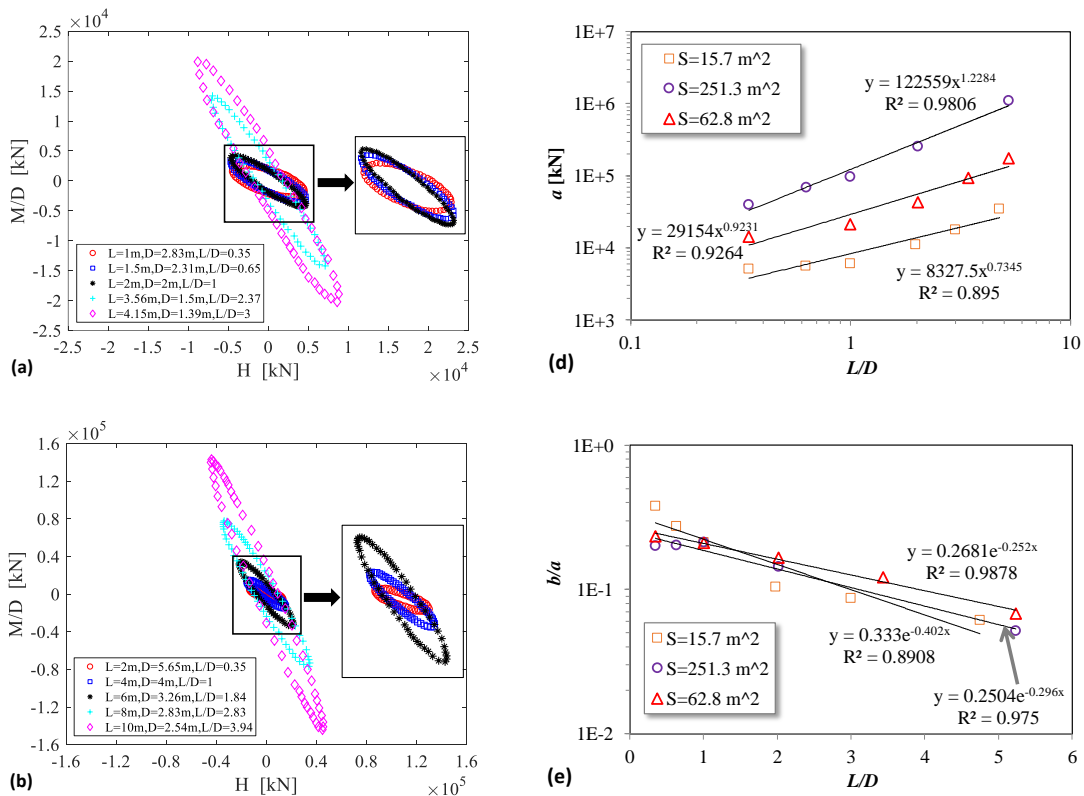 ×10^4
2.5
2
1.5
1
0.5
0
0.5
-1
1.5
-2
2.5
M/D [kN]
L=1m,D=2.83m,L/D=0.35
L=1.5m,D=2.31m,L/D=0.65
L=2m,D=2m,L/D=1
L=3.56m,D=1.5m,L/D=2.37
L=4.15m,D=1.39m,L/D=3
-2.5 -2 -1.5 -1 -0.5 0 0.5 1 1.5 2 2.5
H [kN]
×10^4
(a)
1E+7
1E+6
1E+5
1E+4
1E+3
a [kN]
S=15.7 m^2
S=251.3 m^2
S=62.8 m^2
y = 122559x^1.2284
R² = 0.9806
y = 29154x^0.9231
R² = 0.9264
y = 8327.5x^0.7345
R² = 0.895
0.1 1 10
L/D
(d)
×10^5
1.6
1.2
0.8
0.4
0
-0.4
-0.8
-1.2
-1.6
M/D [kN]
L=2m,D=5.65m,L/D=0.35
L=4m,D=4m,L/D=1
L=6m,D=3.26m,L/D=1.84
L=8m,D=2.83m,L/D=2.83
L=10m,D=2.54m,L/D=3.94
-1.6 -1.2 -0.8 -0.4 0 0.4 0.8 1.2 1.6
H [kN]
×10^5
(b)
1E+0
1E-1
1E-2
b/a
y = 0.2681e^-0.252x
R² = 0.9878
y = 0.333e^-0.402x
R² = 0.8908
y = 0.2504e^-0.296x
R² = 0.975
S=15.7 m^2
S=251.3 m^2
S=62.8 m^2
0 1 2 3 4 5 6
L/D
(e)